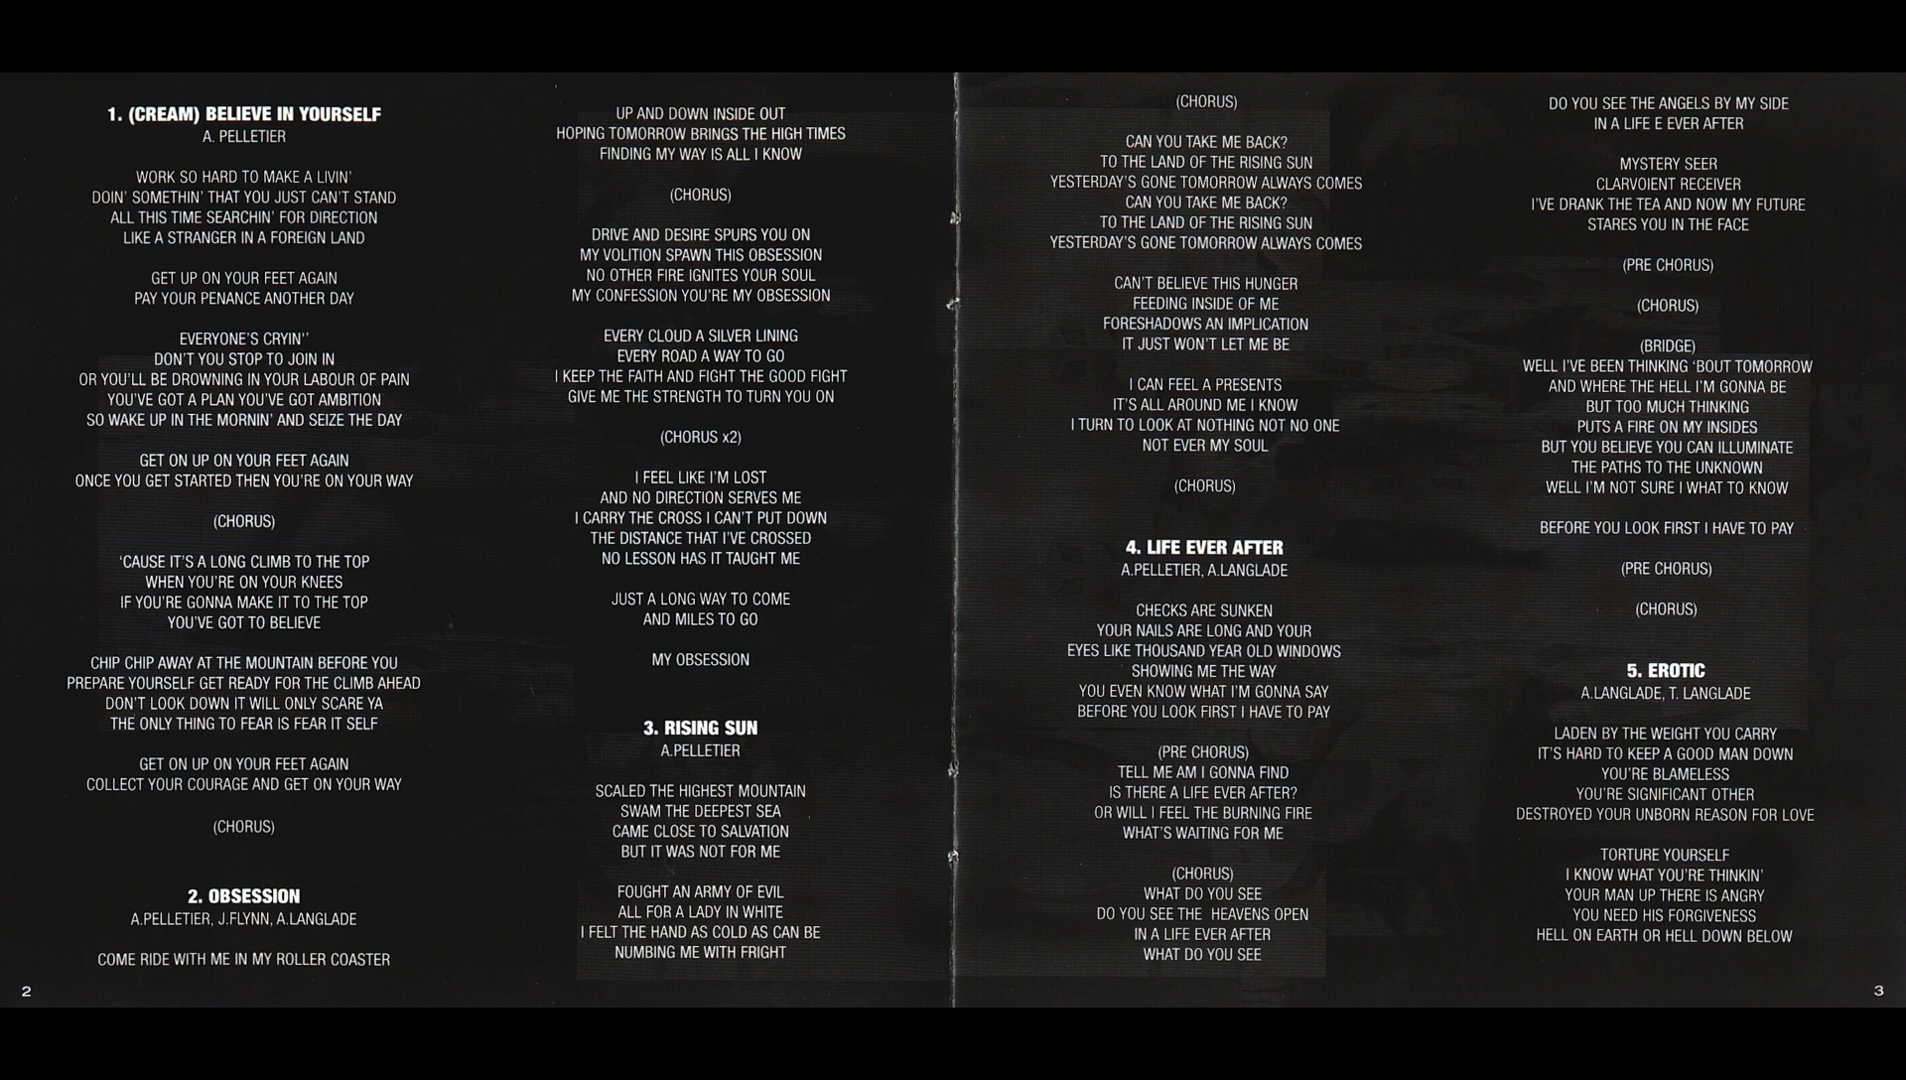 1. (CREAM) BELIEVE IN YOURSELF
A. PELLETIER
WORK SO HARD TO MAKE A LIVIN'
DOIN' SOMETHIN' THAT YOU JUST CAN'T STAND
ALL THIS TIME SEARCHIN' FOR DIRECTION
LIKE A STRANGER IN A FOREIGN LAND
GET UP ON YOUR FEET AGAIN
PAY YOUR PENANCE ANOTHER DAY
EVERYONE'S CRYIN''
DON'T YOU STOP TO JOIN IN
OR YOU'LL BE DROWNING IN YOUR LABOUR OF PAIN
YOU'VE GOT A PLAN YOU'VE GOT AMBITION
SO WAKE UP IN THE MORNIN' AND SEIZE THE DAY
GET ON UP ON YOUR FEET AGAIN
ONCE YOU GET STARTED THEN YOU'RE ON YOUR WAY
(CHORUS)
'CAUSE IT'S A LONG CLIMB TO THE TOP
WHEN YOU'RE ON YOUR KNEES
IF YOU'RE GONNA MAKE IT TO THE TOP
YOU'VE GOT TO BELIEVE
CHIP CHIP AWAY AT THE MOUNTAIN BEFORE YOU
PREPARE YOURSELF GET READY FOR THE CLIMB AHEAD
DON'T LOOK DOWN IT WILL ONLY SCARE YA
THE ONLY THING TO FEAR IS FEAR IT SELF
GET ON UP ON YOUR FEET AGAIN
COLLECT YOUR COURAGE AND GET ON YOUR WAY
(CHORUS)
2. OBSESSION
A.PELLETIER, J.FLYNN, A.LANGLADE
COME RIDE WITH ME IN MY ROLLER COASTER
2
UP AND DOWN INSIDE OUT
HOPING TOMORROW BRINGS THE HIGH TIMES
FINDING MY WAY IS ALL I KNOW
(CHORUS)
DRIVE AND DESIRE SPURS YOU ON
MY VOLITION SPAWN THIS OBSESSION
NO OTHER FIRE IGNITES YOUR SOUL
MY CONFESSION YOU'RE MY OBSESSION
EVERY CLOUD A SILVER LINING
EVERY ROAD A WAY TO GO
I KEEP THE FAITH AND FIGHT THE GOOD FIGHT
GIVE ME THE STRENGTH TO TURN YOU ON
(CHORUS x2)
I FEEL LIKE I'M LOST
AND NO DIRECTION SERVES ME
I CARRY THE CROSS I CAN'T PUT DOWN
THE DISTANCE THAT I'VE CROSSED
NO LESSON HAS IT TAUGHT ME
JUST A LONG WAY TO COME
AND MILES TO GO
MY OBSESSION
3. RISING SUN
A.PELLETIER
SCALED THE HIGHEST MOUNTAIN
SWAM THE DEEPEST SEA
CAME CLOSE TO SALVATION
BUT IT WAS NOT FOR ME
FOUGHT AN ARMY OF EVIL
ALL FOR A LADY IN WHITE
I FELT THE HAND AS COLD AS CAN BE
NUMBING ME WITH FRIGHT
(CHORUS)
CAN YOU TAKE ME BACK?
TO THE LAND OF THE RISING SUN
YESTERDAY'S GONE TOMORROW ALWAYS COMES
CAN YOU TAKE ME BACK?
TO THE LAND OF THE RISING SUN
YESTERDAY'S GONE TOMORROW ALWAYS COMES
CAN'T BELIEVE THIS HUNGER
FEEDING INSIDE OF ME
FORESHADOWS AN IMPLICATION
IT JUST WON'T LET ME BE
I CAN FEEL A PRESENTS
IT'S ALL AROUND ME I KNOW
I TURN TO LOOK AT NOTHING NOT NO ONE
NOT EVER MY SOUL
(CHORUS)
4. LIFE EVER AFTER
A.PELLETIER, A.LANGLADE
CHECKS ARE SUNKEN
YOUR NAILS ARE LONG AND YOUR
EYES LIKE THOUSAND YEAR OLD WINDOWS
SHOWING ME THE WAY
YOU EVEN KNOW WHAT I'M GONNA SAY
BEFORE YOU LOOK FIRST I HAVE TO PAY
(PRE CHORUS)
TELL ME AM I GONNA FIND
IS THERE A LIFE EVER AFTER?
OR WILL I FEEL THE BURNING FIRE
WHAT'S WAITING FOR ME
(CHORUS)
WHAT DO YOU SEE
DO YOU SEE THE HEAVENS OPEN
IN A LIFE EVER AFTER
WHAT DO YOU SEE
DO YOU SEE THE ANGELS BY MY SIDE
IN A LIFE E EVER AFTER
MYSTERY SEER
CLARVOIENT RECEIVER
I'VE DRANK THE TEA AND NOW MY FUTURE
STARES YOU IN THE FACE
(PRE CHORUS)
(CHORUS)
(BRIDGE)
WELL I'VE BEEN THINKING 'BOUT TOMORROW
AND WHERE THE HELL I'M GONNA BE
BUT TOO MUCH THINKING
PUTS A FIRE ON MY INSIDES
BUT YOU BELIEVE YOU CAN ILLUMINATE
THE PATHS TO THE UNKNOWN
WELL I'M NOT SURE I WHAT TO KNOW
BEFORE YOU LOOK FIRST I HAVE TO PAY
(PRE CHORUS)
(CHORUS)
5. EROTIC
A.LANGLADE, T. LANGLADE
LADEN BY THE WEIGHT YOU CARRY
IT'S HARD TO KEEP A GOOD MAN DOWN
YOU'RE BLAMELESS
YOU'RE SIGNIFICANT OTHER
DESTROYED YOUR UNBORN REASON FOR LOVE
TORTURE YOURSELF
I KNOW WHAT YOU'RE THINKIN'
YOUR MAN UP THERE IS ANGRY
YOU NEED HIS FORGIVENESS
HELL ON EARTH OR HELL DOWN BELOW
3